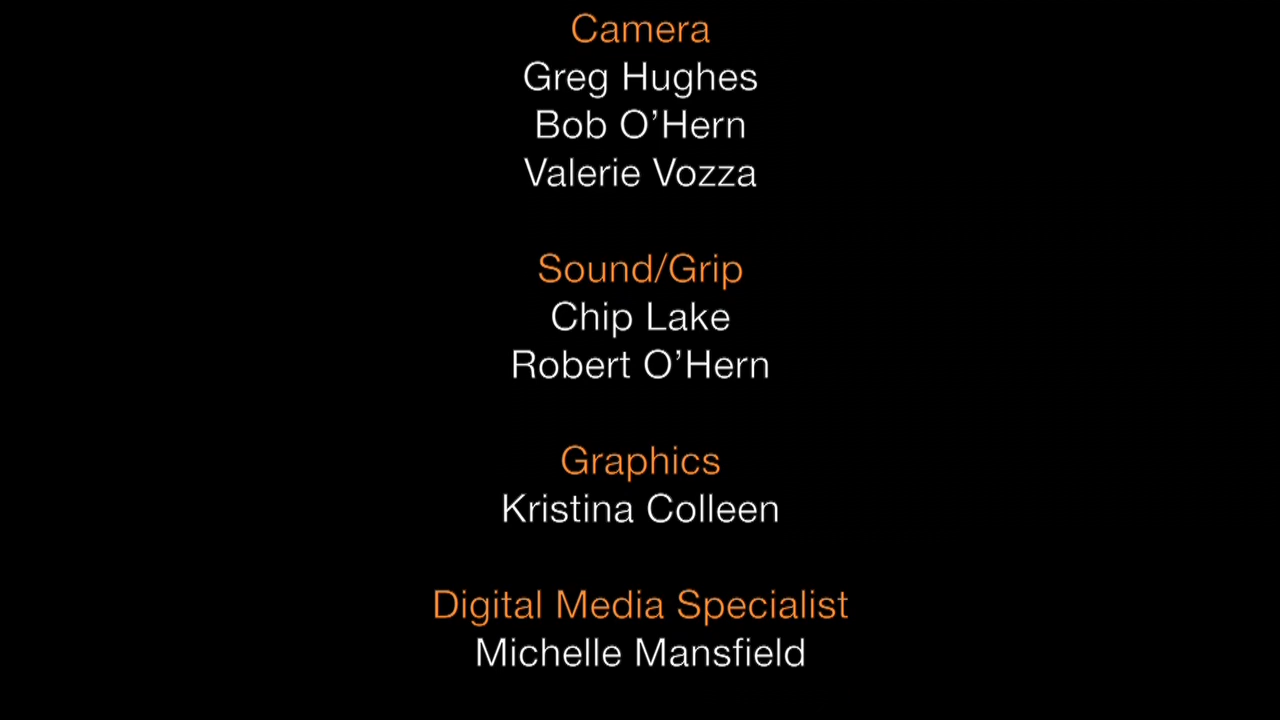 Camera
Greg Hughes
Bob O’Hern
Valerie Vozza
Sound/Grip
Chip Lake
Robert O’Hern
Graphics
Kristina Colleen
Digital Media Specialist
Michelle Mansfield